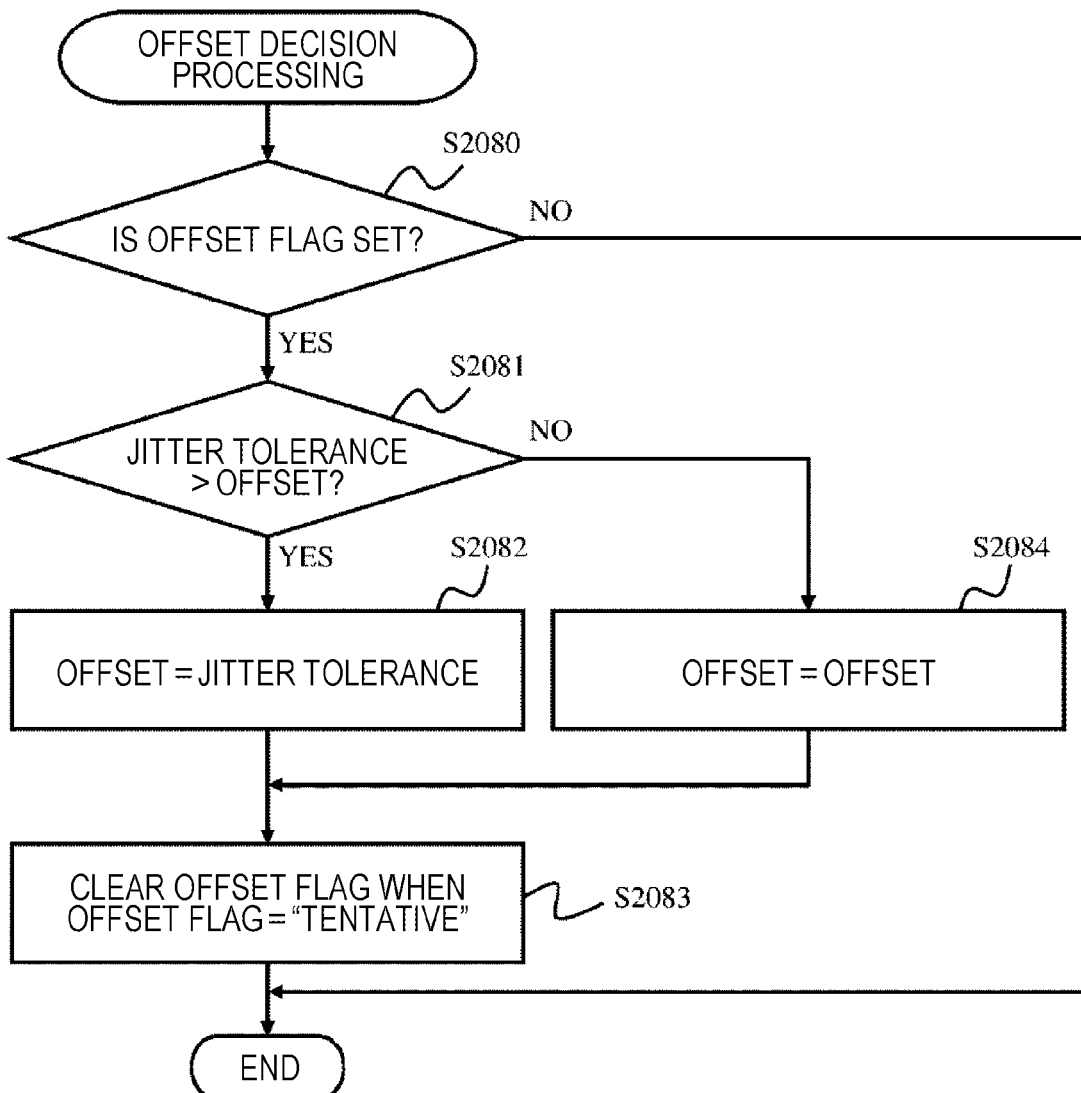 OFFSET DECISION
PROCESSING
S2080
IS OFFSET FLAG SET?
NO
YES
S2081
JITTER TOLERANCE
> OFFSET?
NO
YES
S2082
OFFSET = JITTER TOLERANCE
S2084
OFFSET = OFFSET
CLEAR OFFSET FLAG WHEN
OFFSET FLAG = “TENTATIVE”
S2083
END